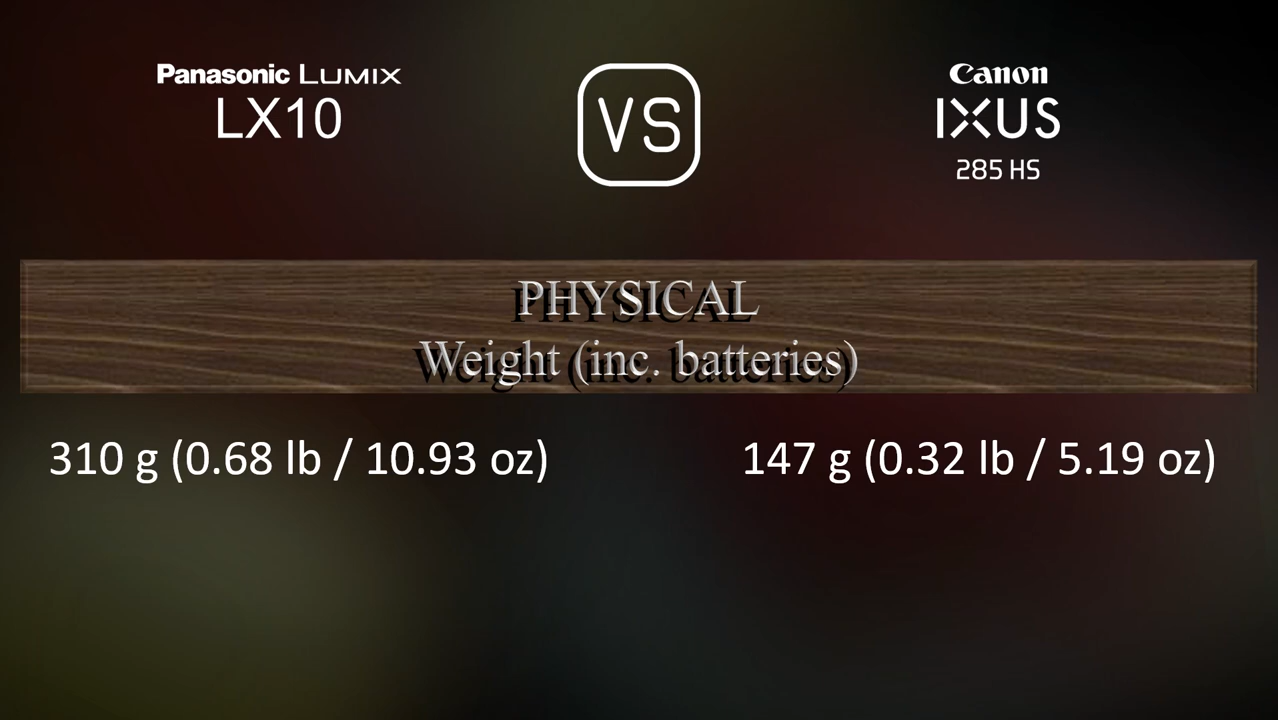 Panasonic LUMIX
LX10
VS
Canon
IXUS
285 HS
PHYSICAL
Weight (inc. batteries)
310 g (0.68 lb / 10.93 oz)
147 g (0.32 lb / 5.19 oz)